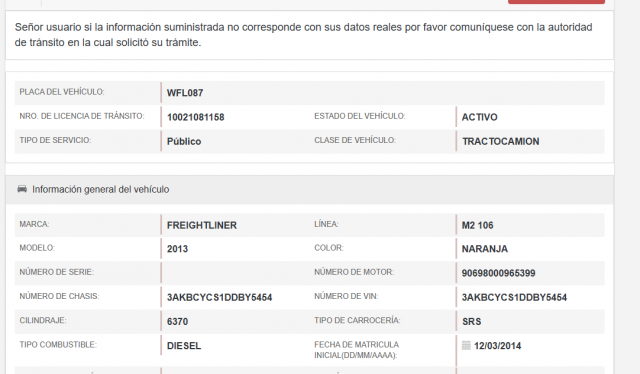 Señor usuario si la información suministrada no corresponde con sus datos reales por favor comuníquese con la autoridad
de tránsito en la cual solicitó su trámite.
PLACA DEL VEHÍCULO: WFL087
NRO. DE LICENCIA DE TRÁNSITO: 10021081158 ESTADO DEL VEHÍCULO: ACTIVO
TIPO DE SERVICIO: Público CLASE DE VEHÍCULO: TRACTOCAMION
Información general del vehículo
MARCA: FREIGHTLINER LÍNEA: M2 106
MODELO: 2013 COLOR: NARANJA
NÚMERO DE SERIE: NÚMERO DE MOTOR: 90698000965399
NÚMERO DE CHASIS: 3AKBCYCS1DDBY5454 NÚMERO DE VIN: 3AKBCYCS1DDBY5454
CILINDRAJE: 6370 TIPO DE CARROCERÍA: SRS
TIPO COMBUSTIBLE: DIESEL FECHA DE MATRICULA
INICIAL(DD/MM/AAAA): 12/03/2014